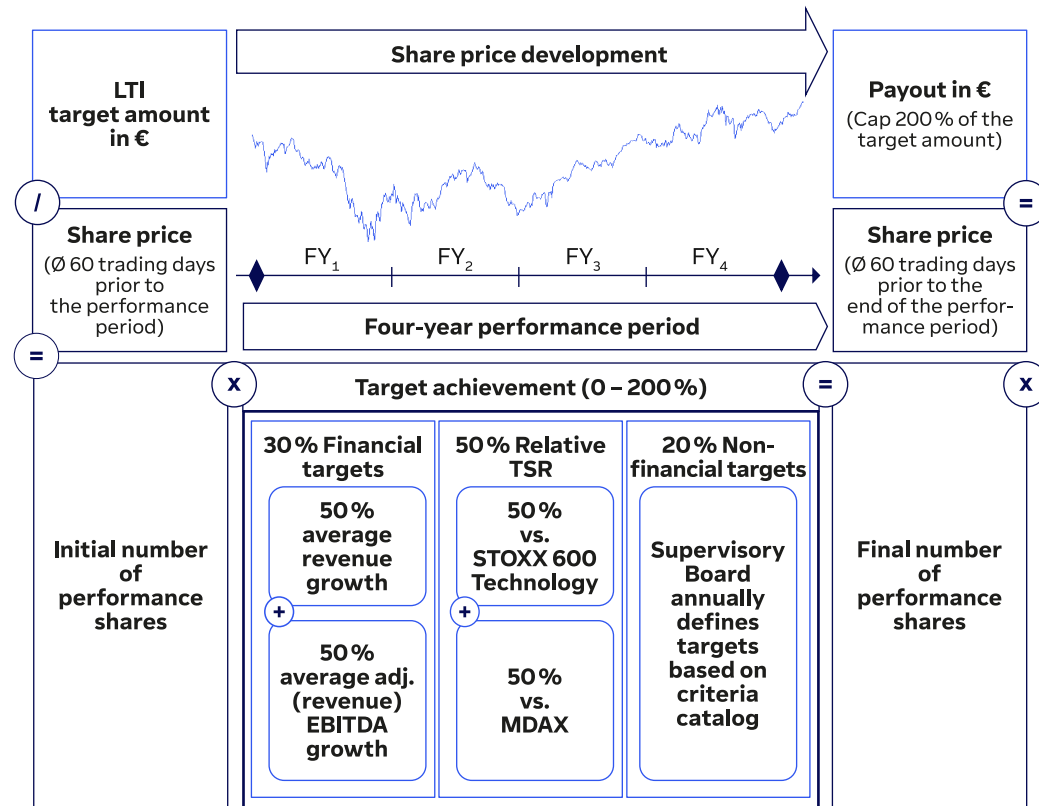 LTI
target amount
in €
/
Share price
(Ø 60 trading days
prior to
the performance
period)
=
Initial number
of
performance
shares
Share price development
FY1
FY2
FY3
FY4
Four-year performance period
x
Target achievement (0 – 200 %)
=
30 % Financial
targets
50 %
average
revenue
growth
+
50 %
average adj.
(revenue)
EBITDA
growth
50 % Relative
TSR
50 %
vs.
STOXX 600
Technology
+
50 %
vs.
MDAX
20 % Non-
financial targets
Supervisory
Board
annually
defines
targets
based on
criteria
catalog
Payout in €
(Cap 200 % of the
target amount)
=
Share price
(Ø 60 trading days
prior to the
end of the perfor-
mance period)
x
Final number
of
performance
shares